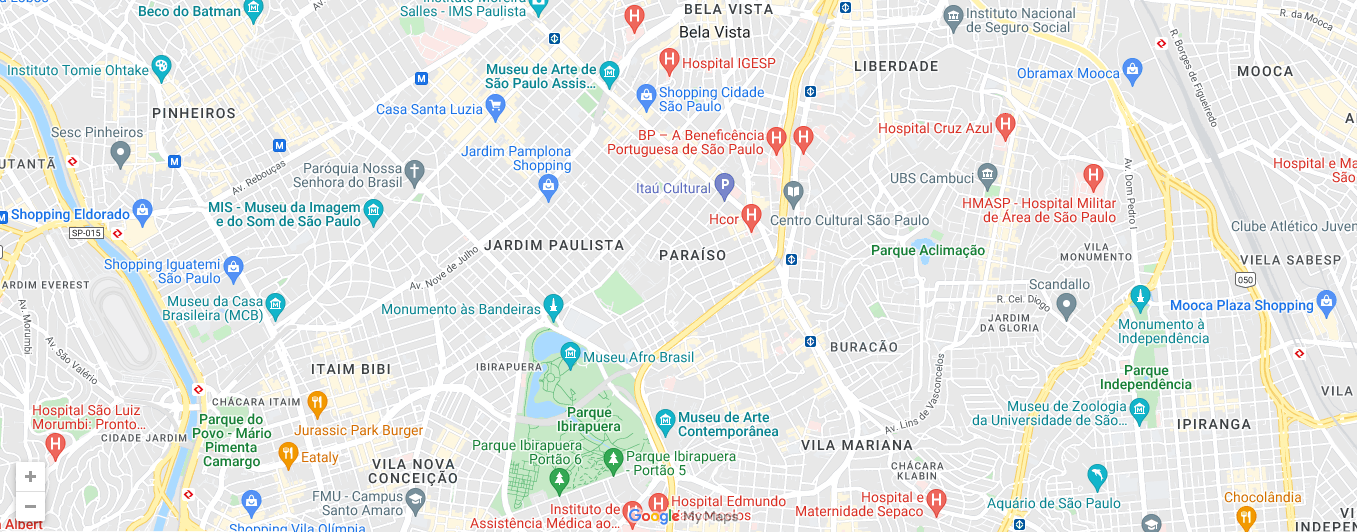 Beco do Batman
Instituto Moreira
Salles - IMS Paulista
BELA VISTA
Bela Vista
Instituto Nacional
de Seguro Social
R. da Mooca
R. Borges de Figueiredo
Instituto Tomie Ohtake
Museu de Arte de
São Paulo Assis...
Hospital IGESP
LIBERDADE
Obramax Mooca
MOOCA
M
M
M
PINHEIROS
Casa Santa Luzia
Shopping Cidade
São Paulo
Sesc Pinheiros
BP – A Beneficência
Portuguesa de São Paulo
Hospital Cruz Azul
Jardim Pamplona
Shopping
Paróquia Nossa
Senhora do Brasil
Av. Rebouças
Itaú Cultural
UBS Cambuci
Av. Dom Pedro I
HMASP - Hospital Militar
de Área de São Paulo
Hospital e Ma
São
UTANTÃ
Shopping Eldorado
SP-015
MIS - Museu da Imagem
e do Som de São Paulo
Hcor
Centro Cultural São Paulo
Clube Atlético Juven
JARDIM PAULISTA
PARAÍSO
Parque Aclimação
VILA
MONUMENTO
VIELA SABESP
Shopping Iguatemi
São Paulo
Av. Nove de Julho
050
JARDIM EVEREST
Scandallo
R. Cel. Diogo
Museu da Casa
Brasileira (MCB)
Monumento às Bandeiras
JARDIM
DA GLORIA
Mooca Plaza Shopping
Monumento à
Independência
Av. Morumbi
Av. São Valério
IBIRAPUERA
Museu Afro Brasil
BURACÃO
ITAIM BIBI
Av. Lins de Vasconcelos
Parque
Independência
VILA
CHÁCARA ITAIM
Hospital São Luiz
Morumbi: Pronto...
CIDADE JARDIM
Parque do
Povo - Mário
Pimenta
Camargo
Jurassic Park Burger
Parque
Ibirapuera
Museu de Arte
Contemporânea
Museu de Zoologia
da Universidade de São...
IPIRANGA
Eataly
VILA NOVA
CONCEIÇÃO
Parque Ibirapuera
Portão 6
Parque Ibirapuera
- Portão 5
VILA MARIANA
CHÁCARA
KLABIN
FMU - Campus
Santo Amaro
Aquário de São Paulo
Chocolândia
Hospital Edmundo
Vasconcelos
Instituto de
Assistência Médica ao...
Hospital e
Maternidade Sepaco
Shopping Vila Olímpia
Albert
VILA
INDEPENDENTE
Google My Maps